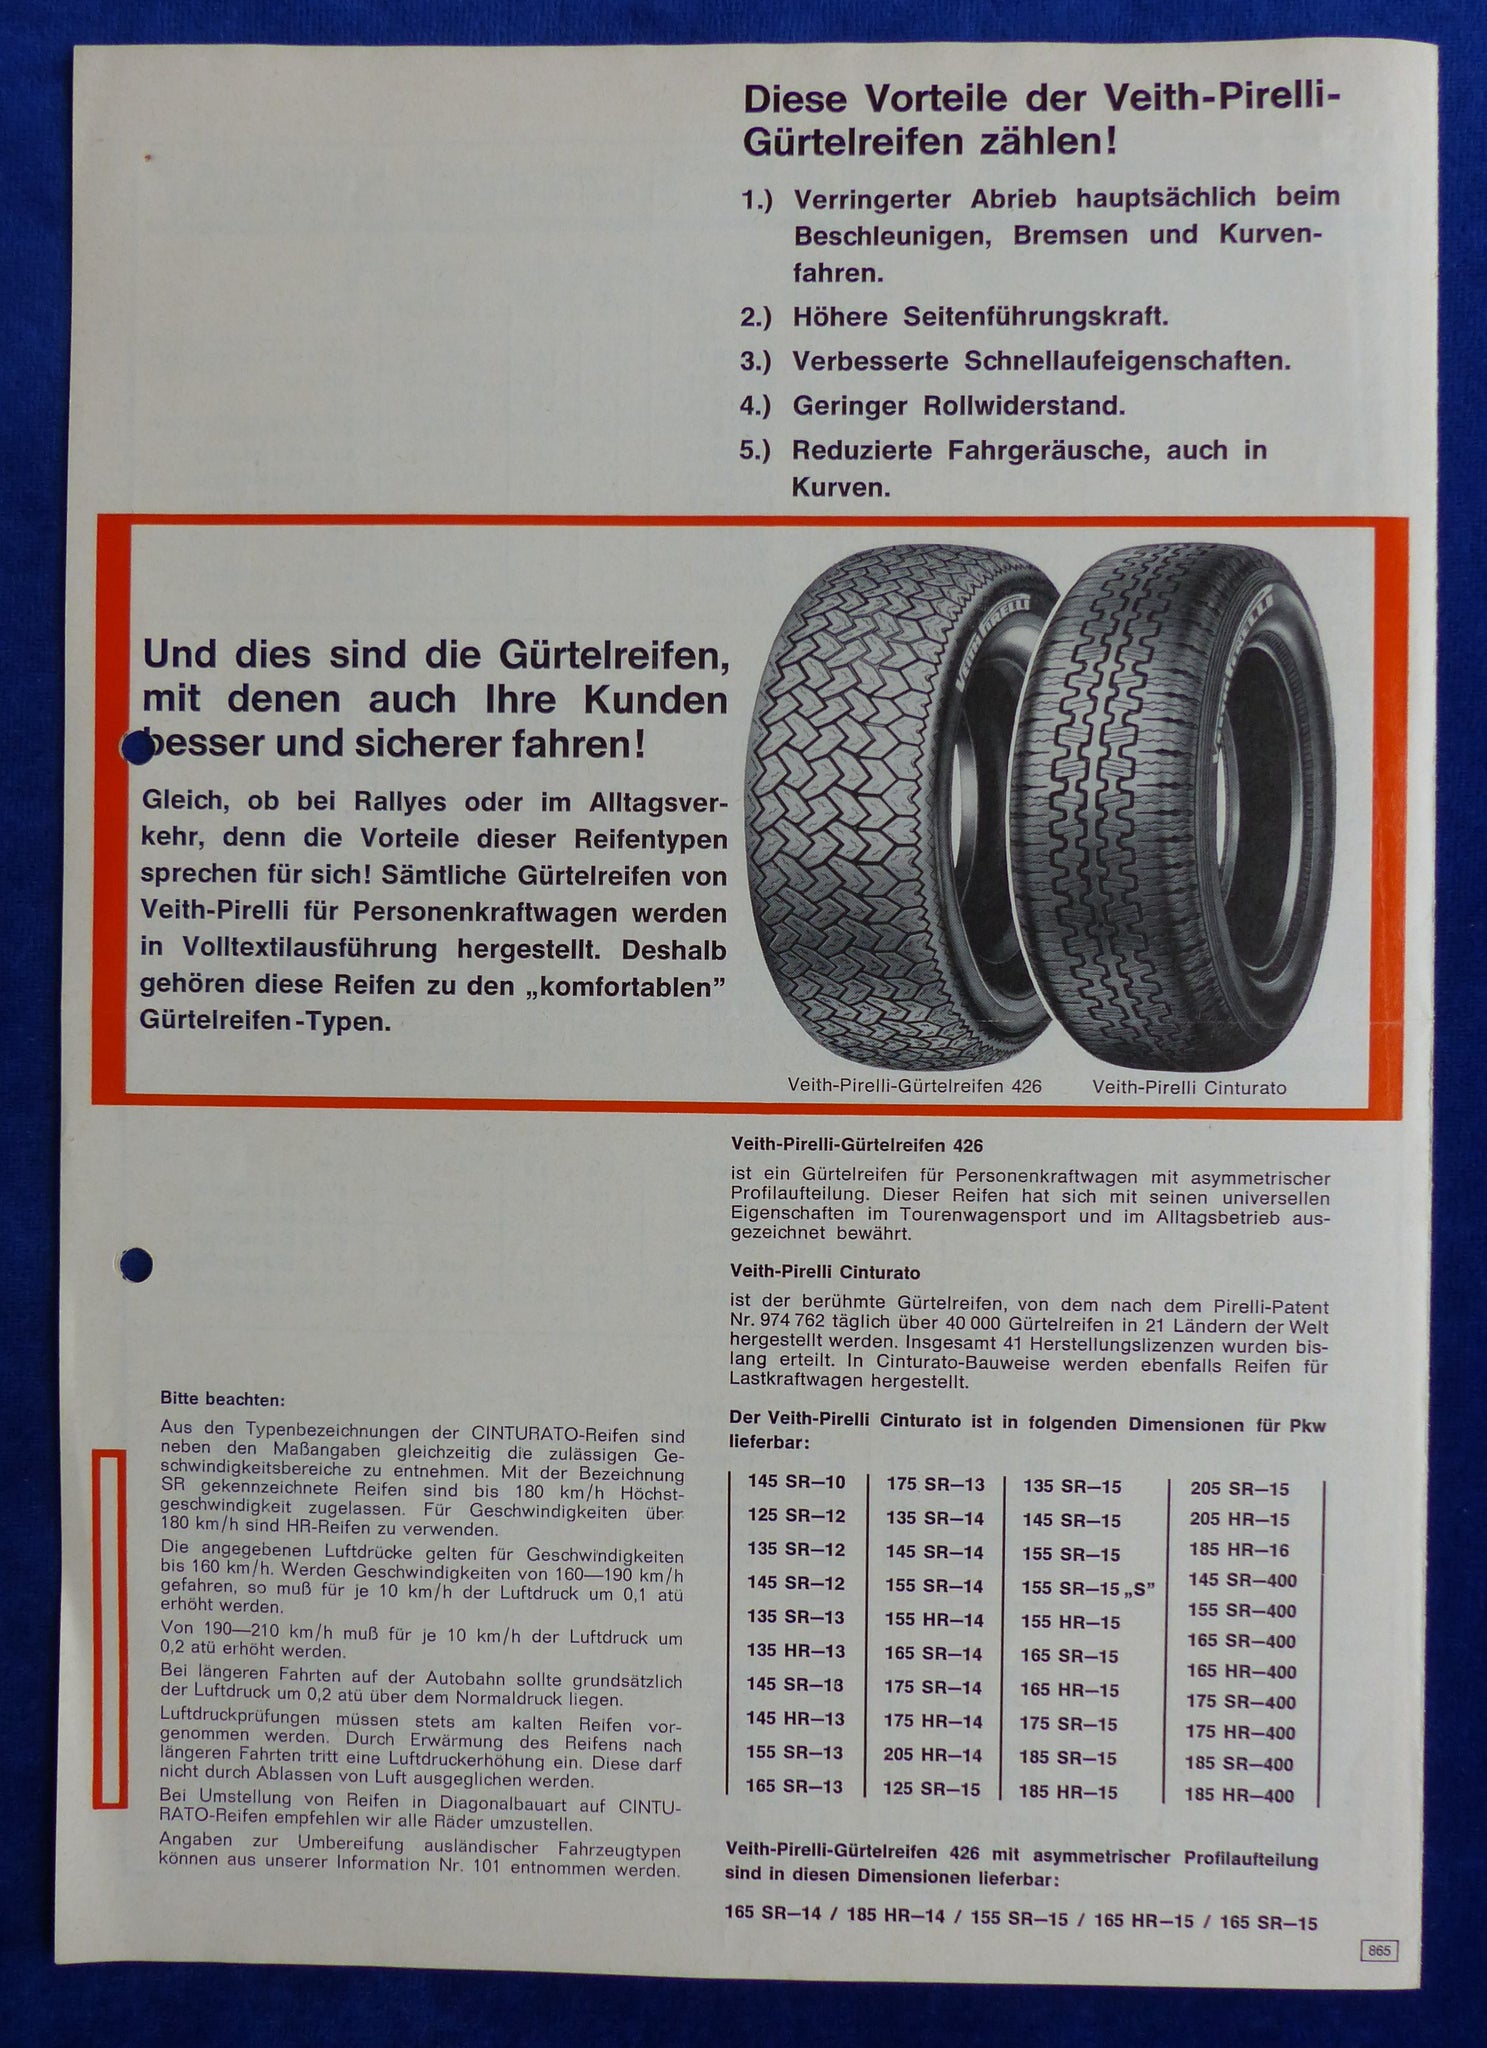 Diese Vorteile der Veith-Pirelli-
Gürtelreifen zählen!
1.) Verringerter Abrieb hauptsächlich beim
Beschleunigen, Bremsen und Kurven-
fahren.
2.) Höhere Seitenführungskraft.
3.) Verbesserte Schnellaufeigenschaften.
4.) Geringer Rollwiderstand.
5.) Reduzierte Fahrgeräusche, auch in
Kurven.
Und dies sind die Gürtelreifen,
mit denen auch Ihre Kunden
besser und sicherer fahren!
Gleich, ob bei Rallyes oder im Alltagsver-
kehr, denn die Vorteile dieser Reifentypen
sprechen für sich! Sämtliche Gürtelreifen von
Veith-Pirelli für Personenkraftwagen werden
in Volltextilausführung hergestellt. Deshalb
gehören diese Reifen zu den „komfortablen”
Gürtelreifen-Typen.
VEITH PIRELLI
Veith-Pirelli-Gürtelreifen 426
Veith-Pirelli Cinturato
Veith-Pirelli-Gürtelreifen 426
ist ein Gürtelreifen für Personenkraftwagen mit asymmetrischer
Profilaufteilung. Dieser Reifen hat sich mit seinen universellen
Eigenschaften im Tourenwagensport und im Alltagsbetrieb aus-
gezeichnet bewährt.
Veith-Pirelli Cinturato
ist der berühmte Gürtelreifen, von dem nach dem Pirelli-Patent
Nr. 974 762 täglich über 40 000 Gürtelreifen in 21 Ländern der Welt
hergestellt werden. Insgesamt 41 Herstellungslizenzen wurden bis-
lang erteilt. In Cinturato-Bauweise werden ebenfalls Reifen für
Lastkraftwagen hergestellt.
Bitte beachten:
Aus den Typenbezeichnungen der CINTURATO-Reifen sind
neben den Maßangaben gleichzeitig die zulässigen Ge-
schwindigkeitsbereiche zu entnehmen. Mit der Bezeichnung
SR gekennzeichnete Reifen sind bis 180 km/h Höchst-
geschwindigkeit zugelassen. Für Geschwindigkeiten über
180 km/h sind HR-Reifen zu verwenden.
Die angegebenen Luftdrücke gelten für Geschwindigkeiten
bis 160 km/h. Werden Geschwindigkeiten von 160—190 km/h
gefahren, so muß für je 10 km/h der Luftdruck um 0,1 atü
erhöht werden.
Von 190—210 km/h muß für je 10 km/h der Luftdruck um
0,2 atü erhöht werden.
Bei längeren Fahrten auf der Autobahn sollte grundsätzlich
der Luftdruck um 0,2 atü über dem Normaldruck liegen.
Luftdruckprüfungen müssen stets am kalten Reifen vor-
genommen werden. Durch Erwärmung des Reifens nach
längeren Fahrten tritt eine Luftdruckerhöhung ein. Diese darf
nicht durch Ablassen von Luft ausgeglichen werden.
Bei Umstellung von Reifen in Diagonalbauart auf CINTU-
RATO-Reifen empfehlen wir alle Räder umzustellen.
Angaben zur Umbereifung ausländischer Fahrzeugtypen
können aus unserer Information Nr. 101 entnommen werden.
Der Veith-Pirelli Cinturato ist in folgenden Dimensionen für Pkw
lieferbar:
145 SR—10 175 SR—13 135 SR—15 205 SR—15
125 SR—12 135 SR—14 145 SR—15 205 HR—15
135 SR—12 145 SR—14 155 SR—15 185 HR—16
145 SR—12 155 SR—14 155 SR—15 „S” 145 SR—400
135 SR—13 155 HR—14 155 HR—15 155 SR—400
135 HR—13 165 SR—14 165 SR—15 165 SR—400
145 SR—13 175 SR—14 165 HR—15 165 HR—400
145 HR—13 175 HR—14 175 SR—15 175 SR—400
155 SR—13 205 HR—14 185 SR—15 175 HR—400
165 SR—13 125 SR—15 185 HR—15 185 SR—400
185 HR—400
Veith-Pirelli-Gürtelreifen 426 mit asymmetrischer Profilaufteilung
sind in diesen Dimensionen lieferbar:
165 SR—14 / 185 HR—14 / 155 SR—15 / 165 HR—15 / 165 SR—15
865